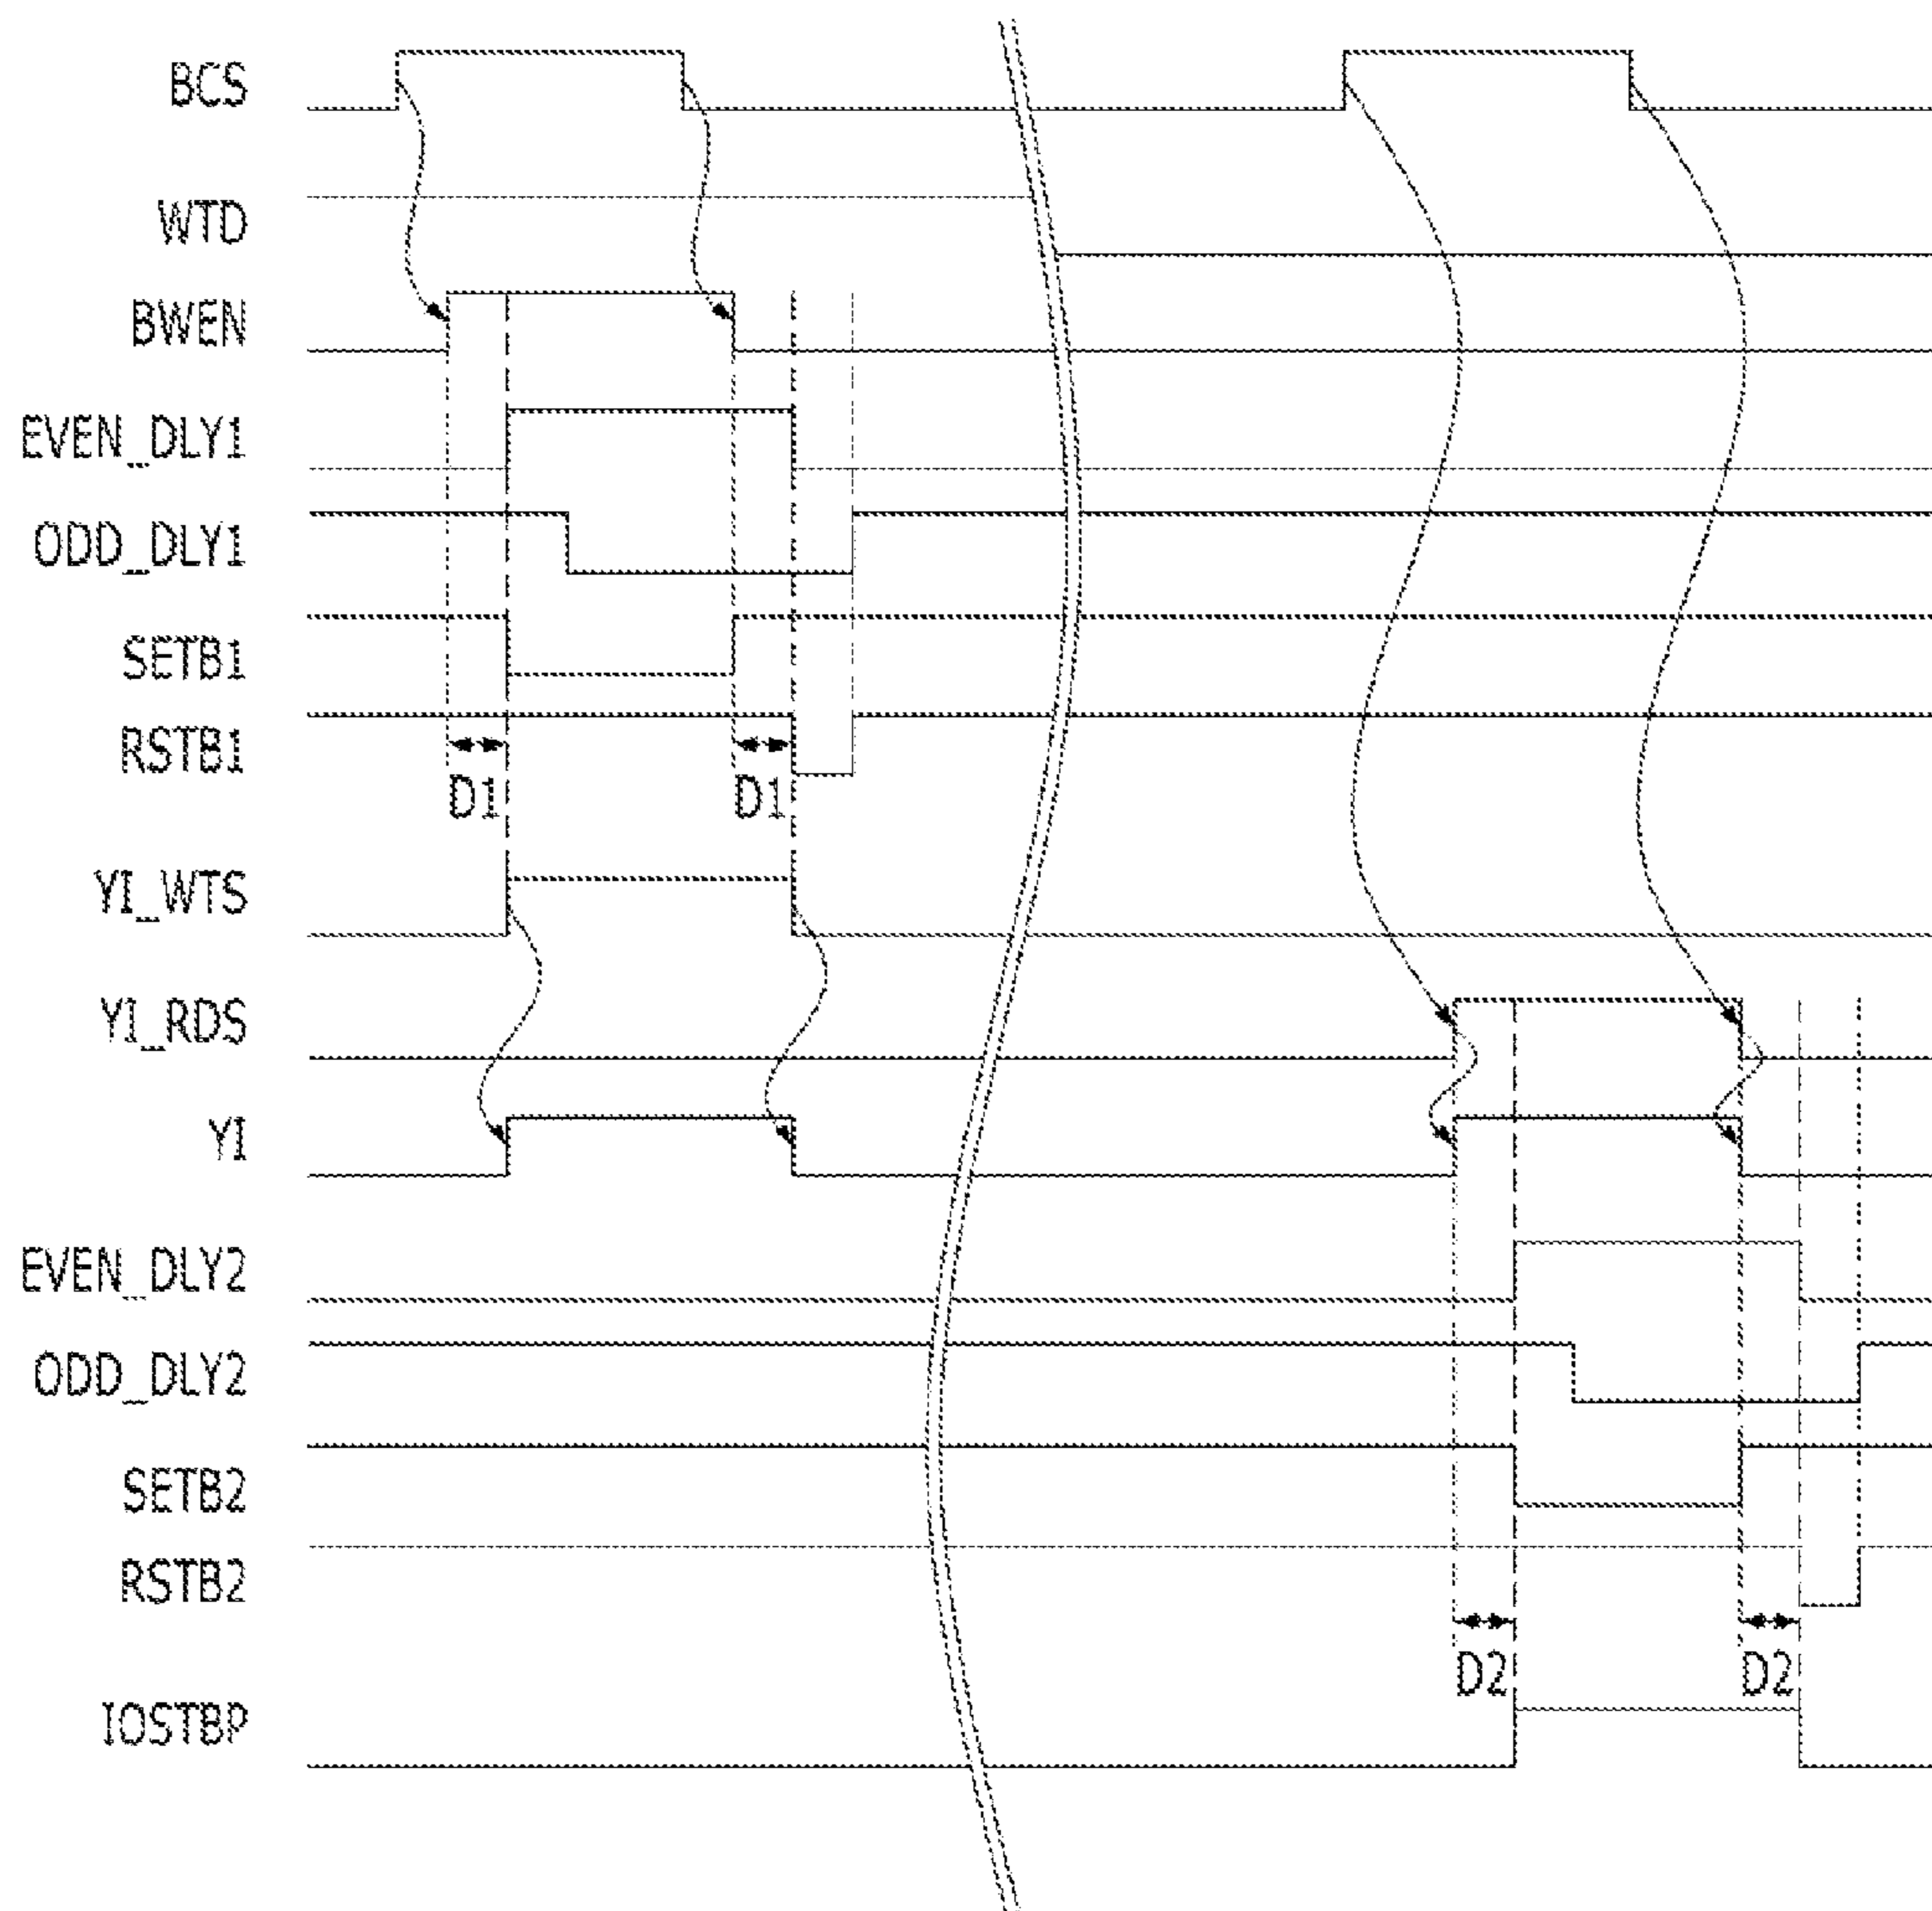 BCS
WTD
BWEN
EVEN_DLY1
ODD_DLY1
SETB1
RSTB1
D1 D1
YI_WTS
YI_RDS
YI
EVEN_DLY2
ODD_DLY2
SETB2
RSTB2
D2 D2
IOSTBP